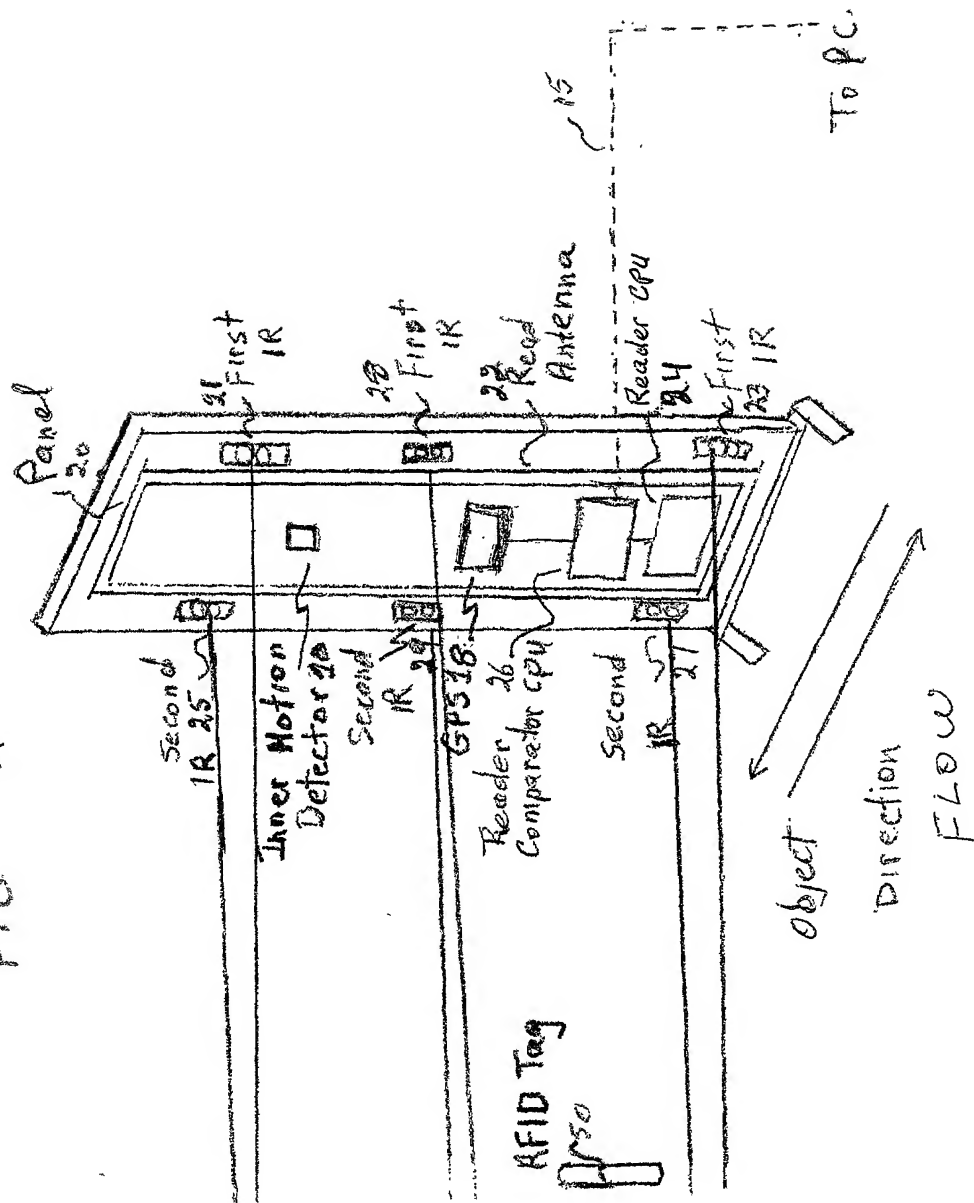 Panel
20
21
First
IR
28
First
IR
22
Read
Antenna
15
Reader CPU
24
First
IR
23
To PC
Second
IR 25
Inner Motion
Detector
Second
IR 29
GPS 18
Reader 26
Comparator CPU
Second
IR 27
RFID Tag
50
Object
Direction
FLOW